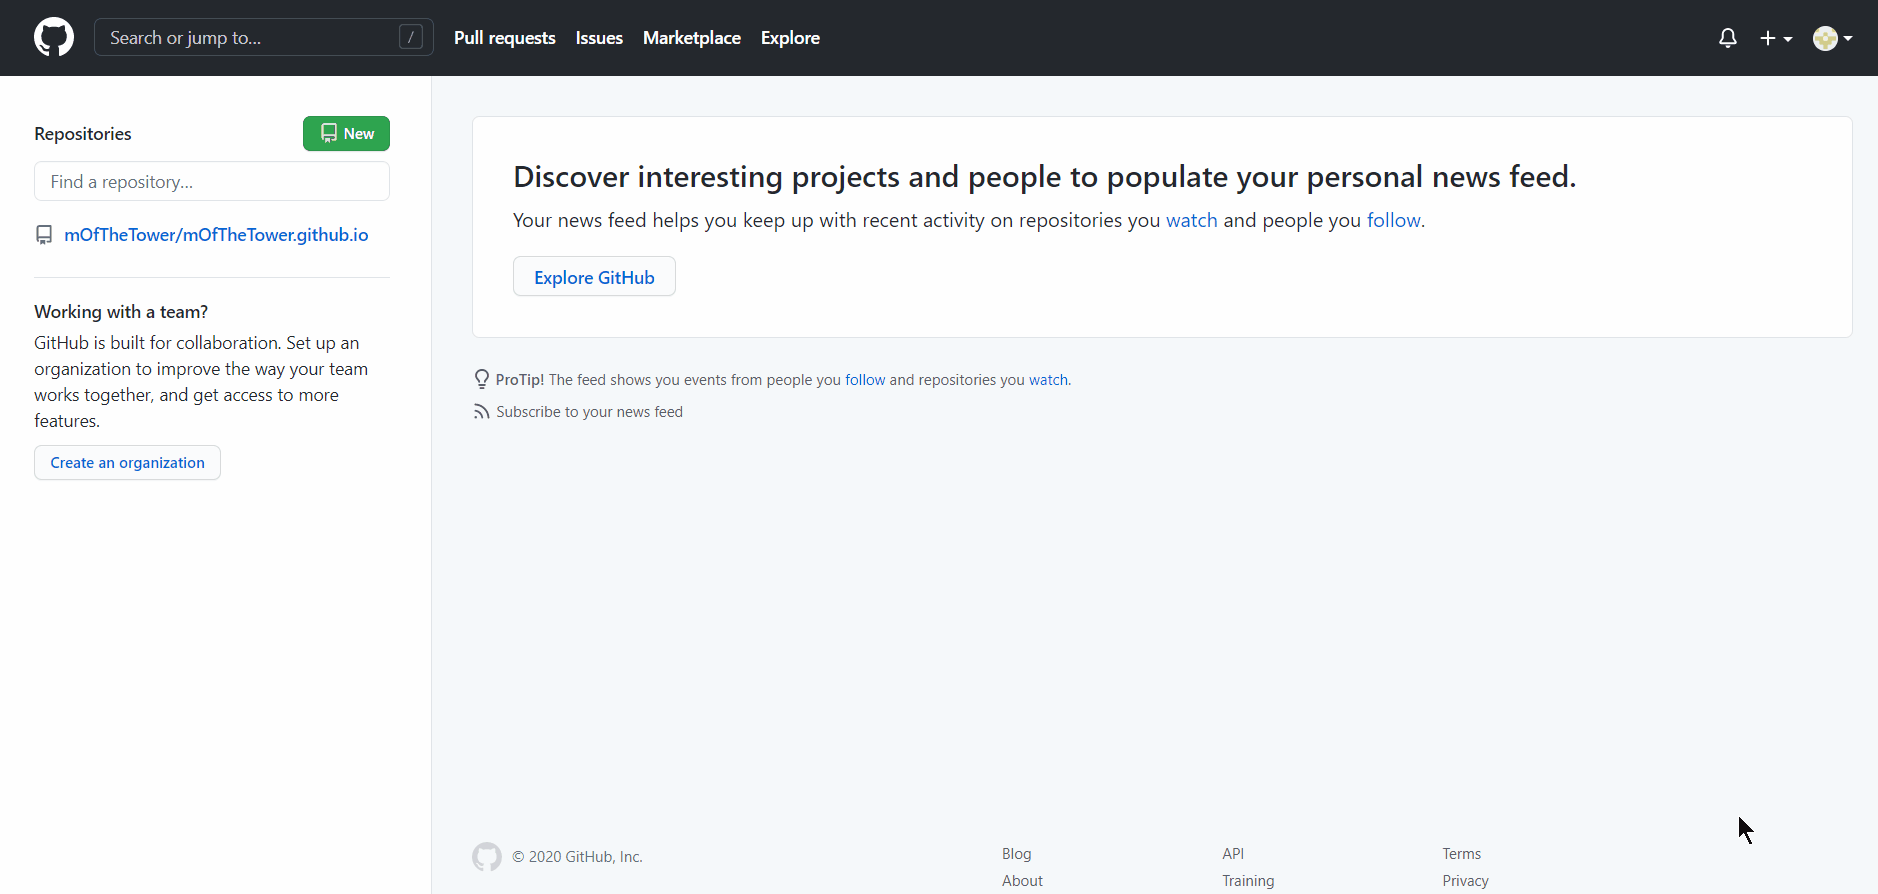 Search or jump to... /
Pull requests Issues Marketplace Explore
Repositories
New
Find a repository...
mOfTheTower/mOfTheTower.github.io
Working with a team?
GitHub is built for collaboration. Set up an
organization to improve the way your team
works together, and get access to more
features.
Create an organization
Discover interesting projects and people to populate your personal news feed.
Your news feed helps you keep up with recent activity on repositories you watch and people you follow.
Explore GitHub
ProTip! The feed shows you events from people you follow and repositories you watch.
Subscribe to your news feed
© 2020 GitHub, Inc.
Blog
About
API
Training
Terms
Privacy